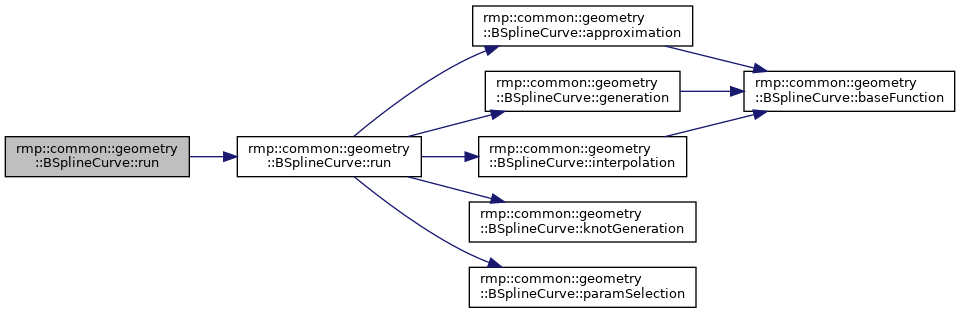 rmp::common::geometry
::BSplineCurve::run
rmp::common::geometry
::BSplineCurve::run
rmp::common::geometry
::BSplineCurve::approximation
rmp::common::geometry
::BSplineCurve::generation
rmp::common::geometry
::BSplineCurve::interpolation
rmp::common::geometry
::BSplineCurve::knotGeneration
rmp::common::geometry
::BSplineCurve::paramSelection
rmp::common::geometry
::BSplineCurve::baseFunction